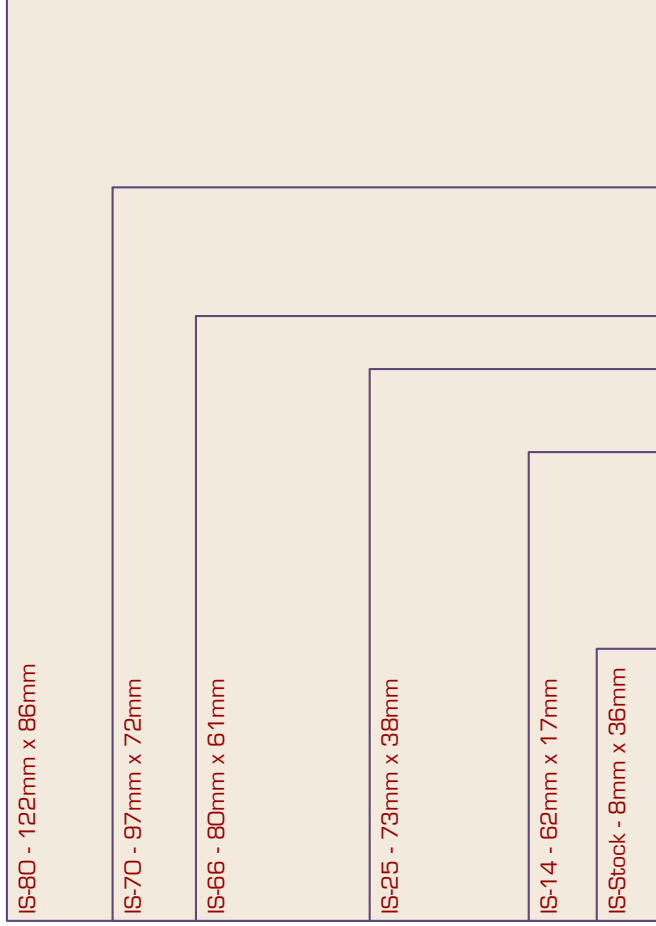 IS-80 - 122mm x 86mm
IS-70 - 97mm x 72mm
IS-66 - 80mm x 61mm
IS-25 - 73mm x 38mm
IS-14 - 62mm x 17mm
IS-Stock - 8mm x 36mm